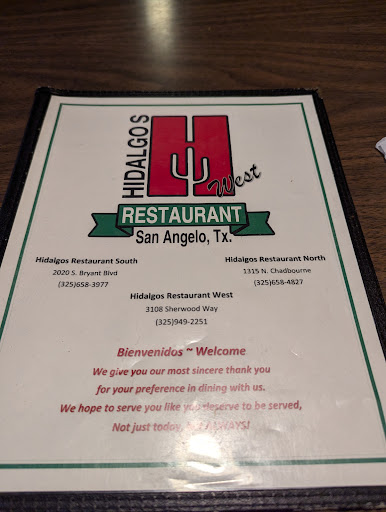 HIDALGO'S
H
West
RESTAURANT
San Angelo, Tx.
Hidalgos Restaurant South
2020 S. Bryant Blvd
(325)658-3977
Hidalgos Restaurant North
1315 N. Chadbourne
(325)658-4827
Hidalgos Restaurant West
3108 Sherwood Way
(325)949-2251
Bienvenidos ~ Welcome
We give you our most sincere thank you
for your preference in dining with us.
We hope to serve you like you deserve to be served,
Not just today, ALWAYS!